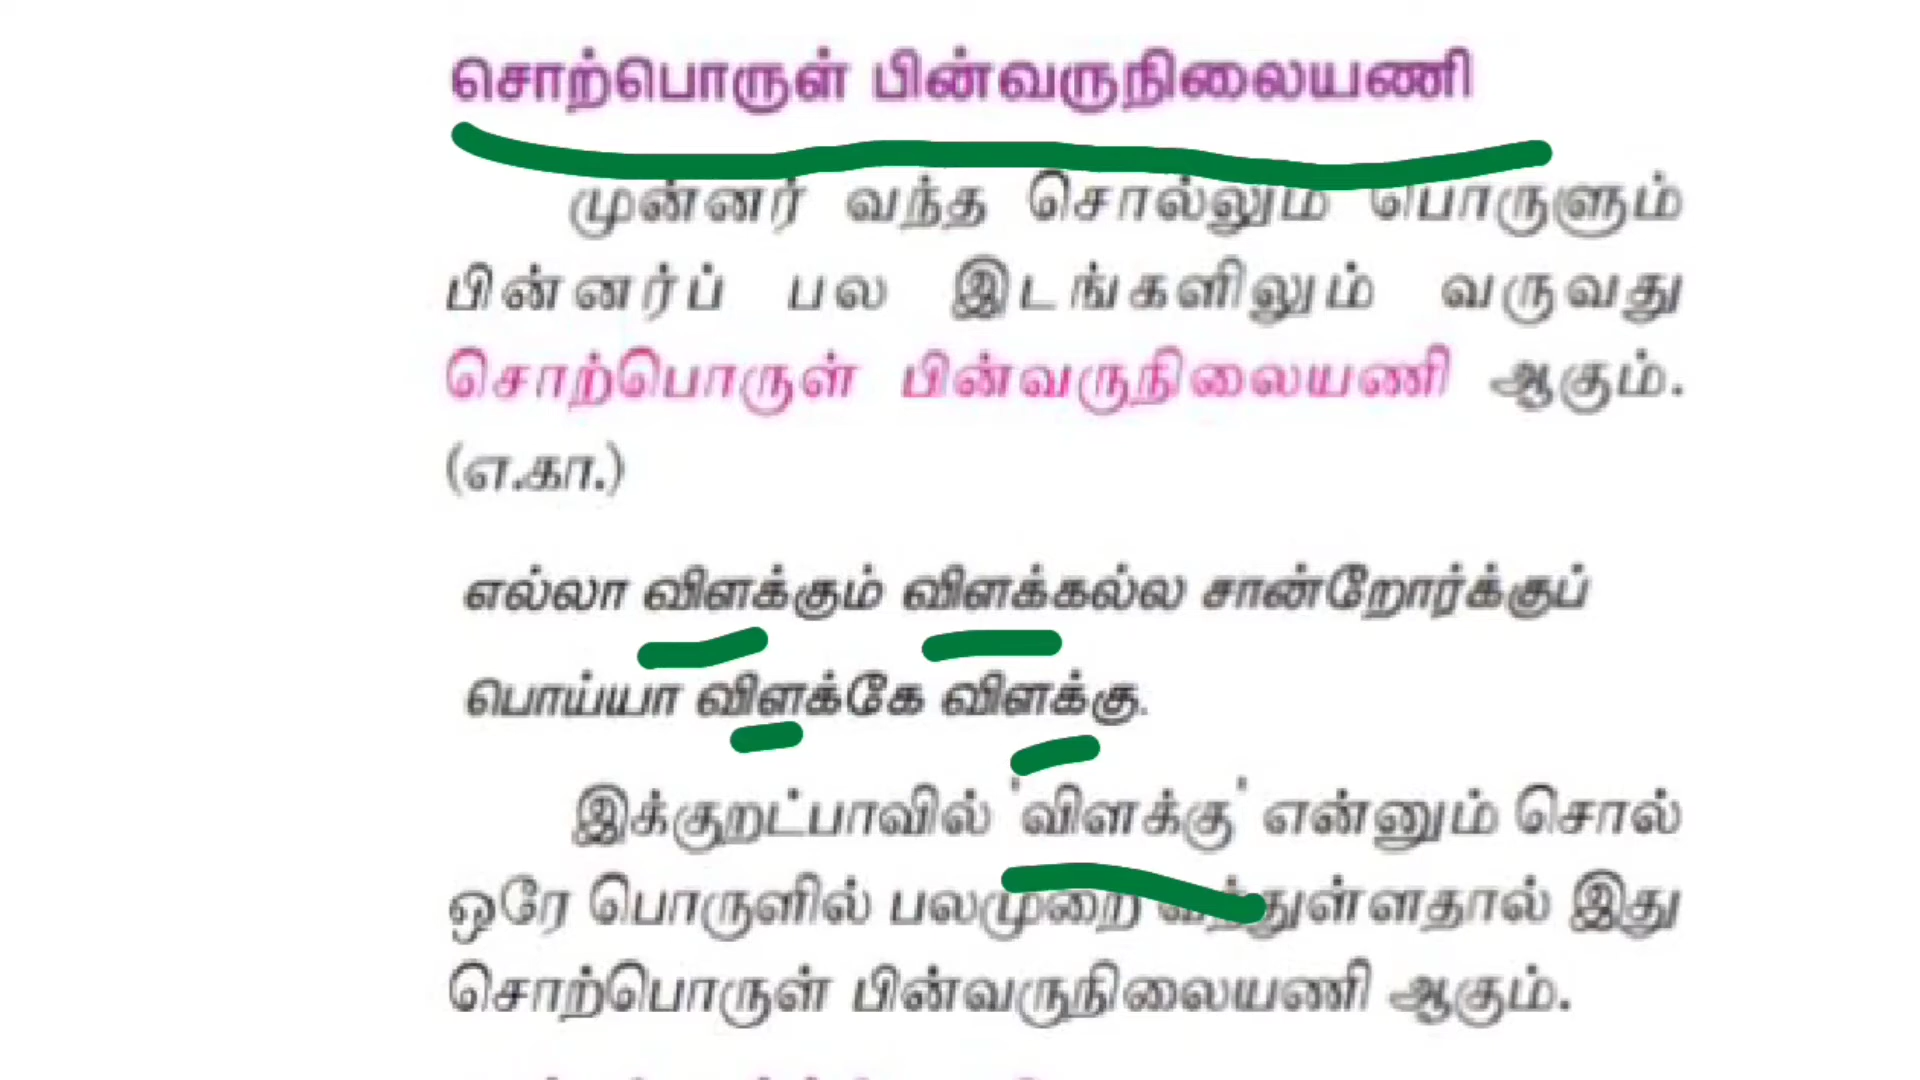 சொற்பொருள் பின்வருநிலையணி
முன்னர் வந்த சொல்லும் பொருளும்
பின்னர்ப் பல இடங்களிலும் வருவது
சொற்பொருள் பின்வருநிலையணி ஆகும்.
(எ.கா.)
எல்லா விளக்கும் விளக்கல்ல சான்றோர்க்குப்
பொய்யா விளக்கே விளக்கு.
இக்குறட்பாவில் 'விளக்கு' என்னும் சொல்
ஒரே பொருளில் பலமுறை வந்துள்ளதால் இது
சொற்பொருள் பின்வருநிலையணி ஆகும்.